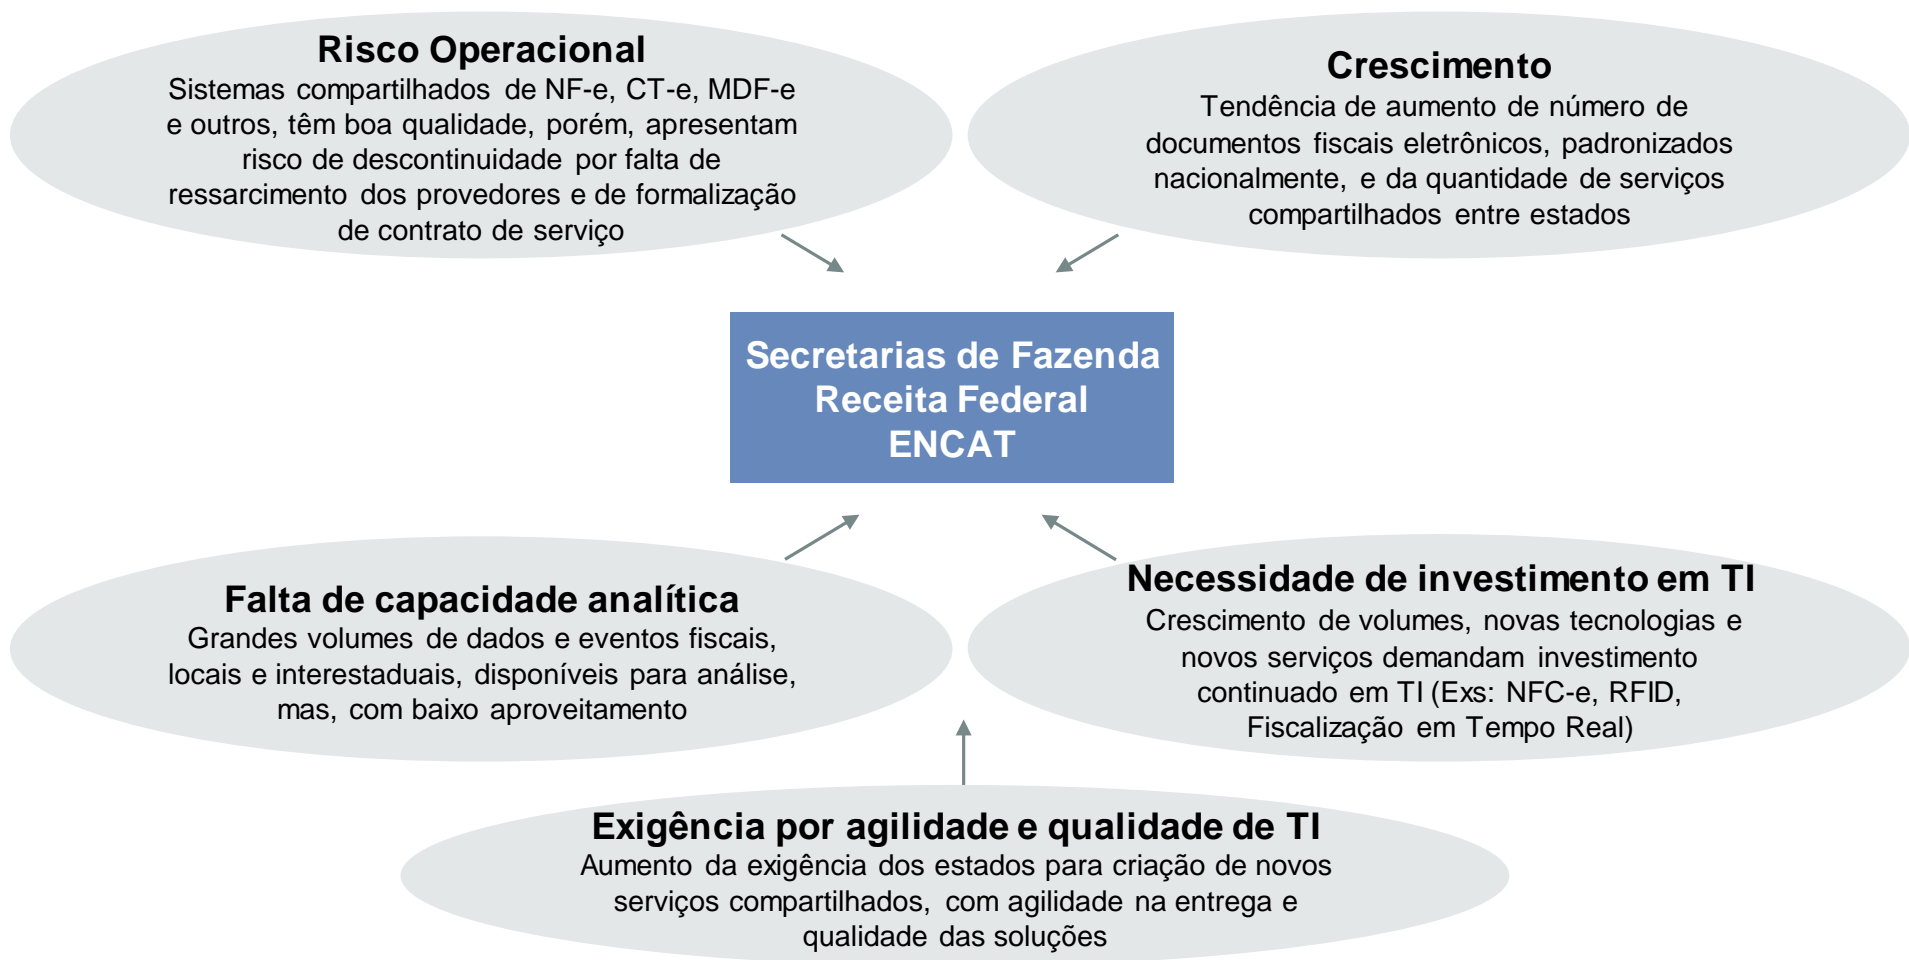 Risco Operacional
Sistemas compartilhados de NF-e, CT-e, MDF-e
e outros, têm boa qualidade, porém, apresentam
risco de descontinuidade por falta de
ressarcimento dos provedores e de formalização
de contrato de serviço
Crescimento
Tendência de aumento de número de
documentos fiscais eletrônicos, padronizados
nacionalmente, e da quantidade de serviços
compartilhados entre estados
Secretarias de Fazenda
Receita Federal
ENCAT
Falta de capacidade analítica
Grandes volumes de dados e eventos fiscais,
locais e interestaduais, disponíveis para análise,
mas, com baixo aproveitamento
Necessidade de investimento em TI
Crescimento de volumes, novas tecnologias e
novos serviços demandam investimento
continuado em TI (Exs: NFC-e, RFID,
Fiscalização em Tempo Real)
Exigência por agilidade e qualidade de TI
Aumento da exigência dos estados para criação de novos
serviços compartilhados, com agilidade na entrega e
qualidade das soluções